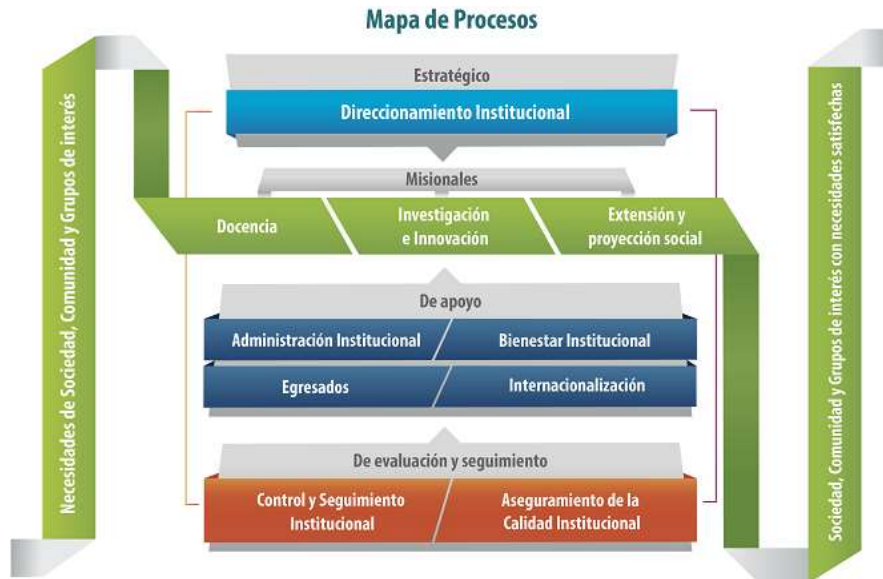 Mapa de Procesos
Necesidades de Sociedad, Comunidad y Grupos de interés
Estratégico
Direccionamiento Institucional
Misionales
Docencia
Investigación
e Innovación
Extensión y
proyección social
De apoyo
Administración Institucional
Bienestar Institucional
Egresados
Internacionalización
De evaluación y seguimiento
Control y Seguimiento
Institucional
Aseguramiento de la
Calidad Institucional
Sociedad, Comunidad y Grupos de interés con necesidades satisfechas